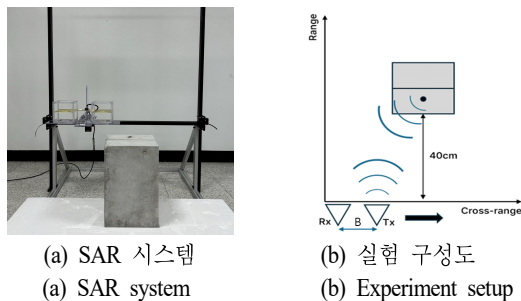 Range
40cm
Cross-range
Rx
B
Tx
(a) SAR 시스템
(b) 실험 구성도
(a) SAR system
(b) Experiment setup